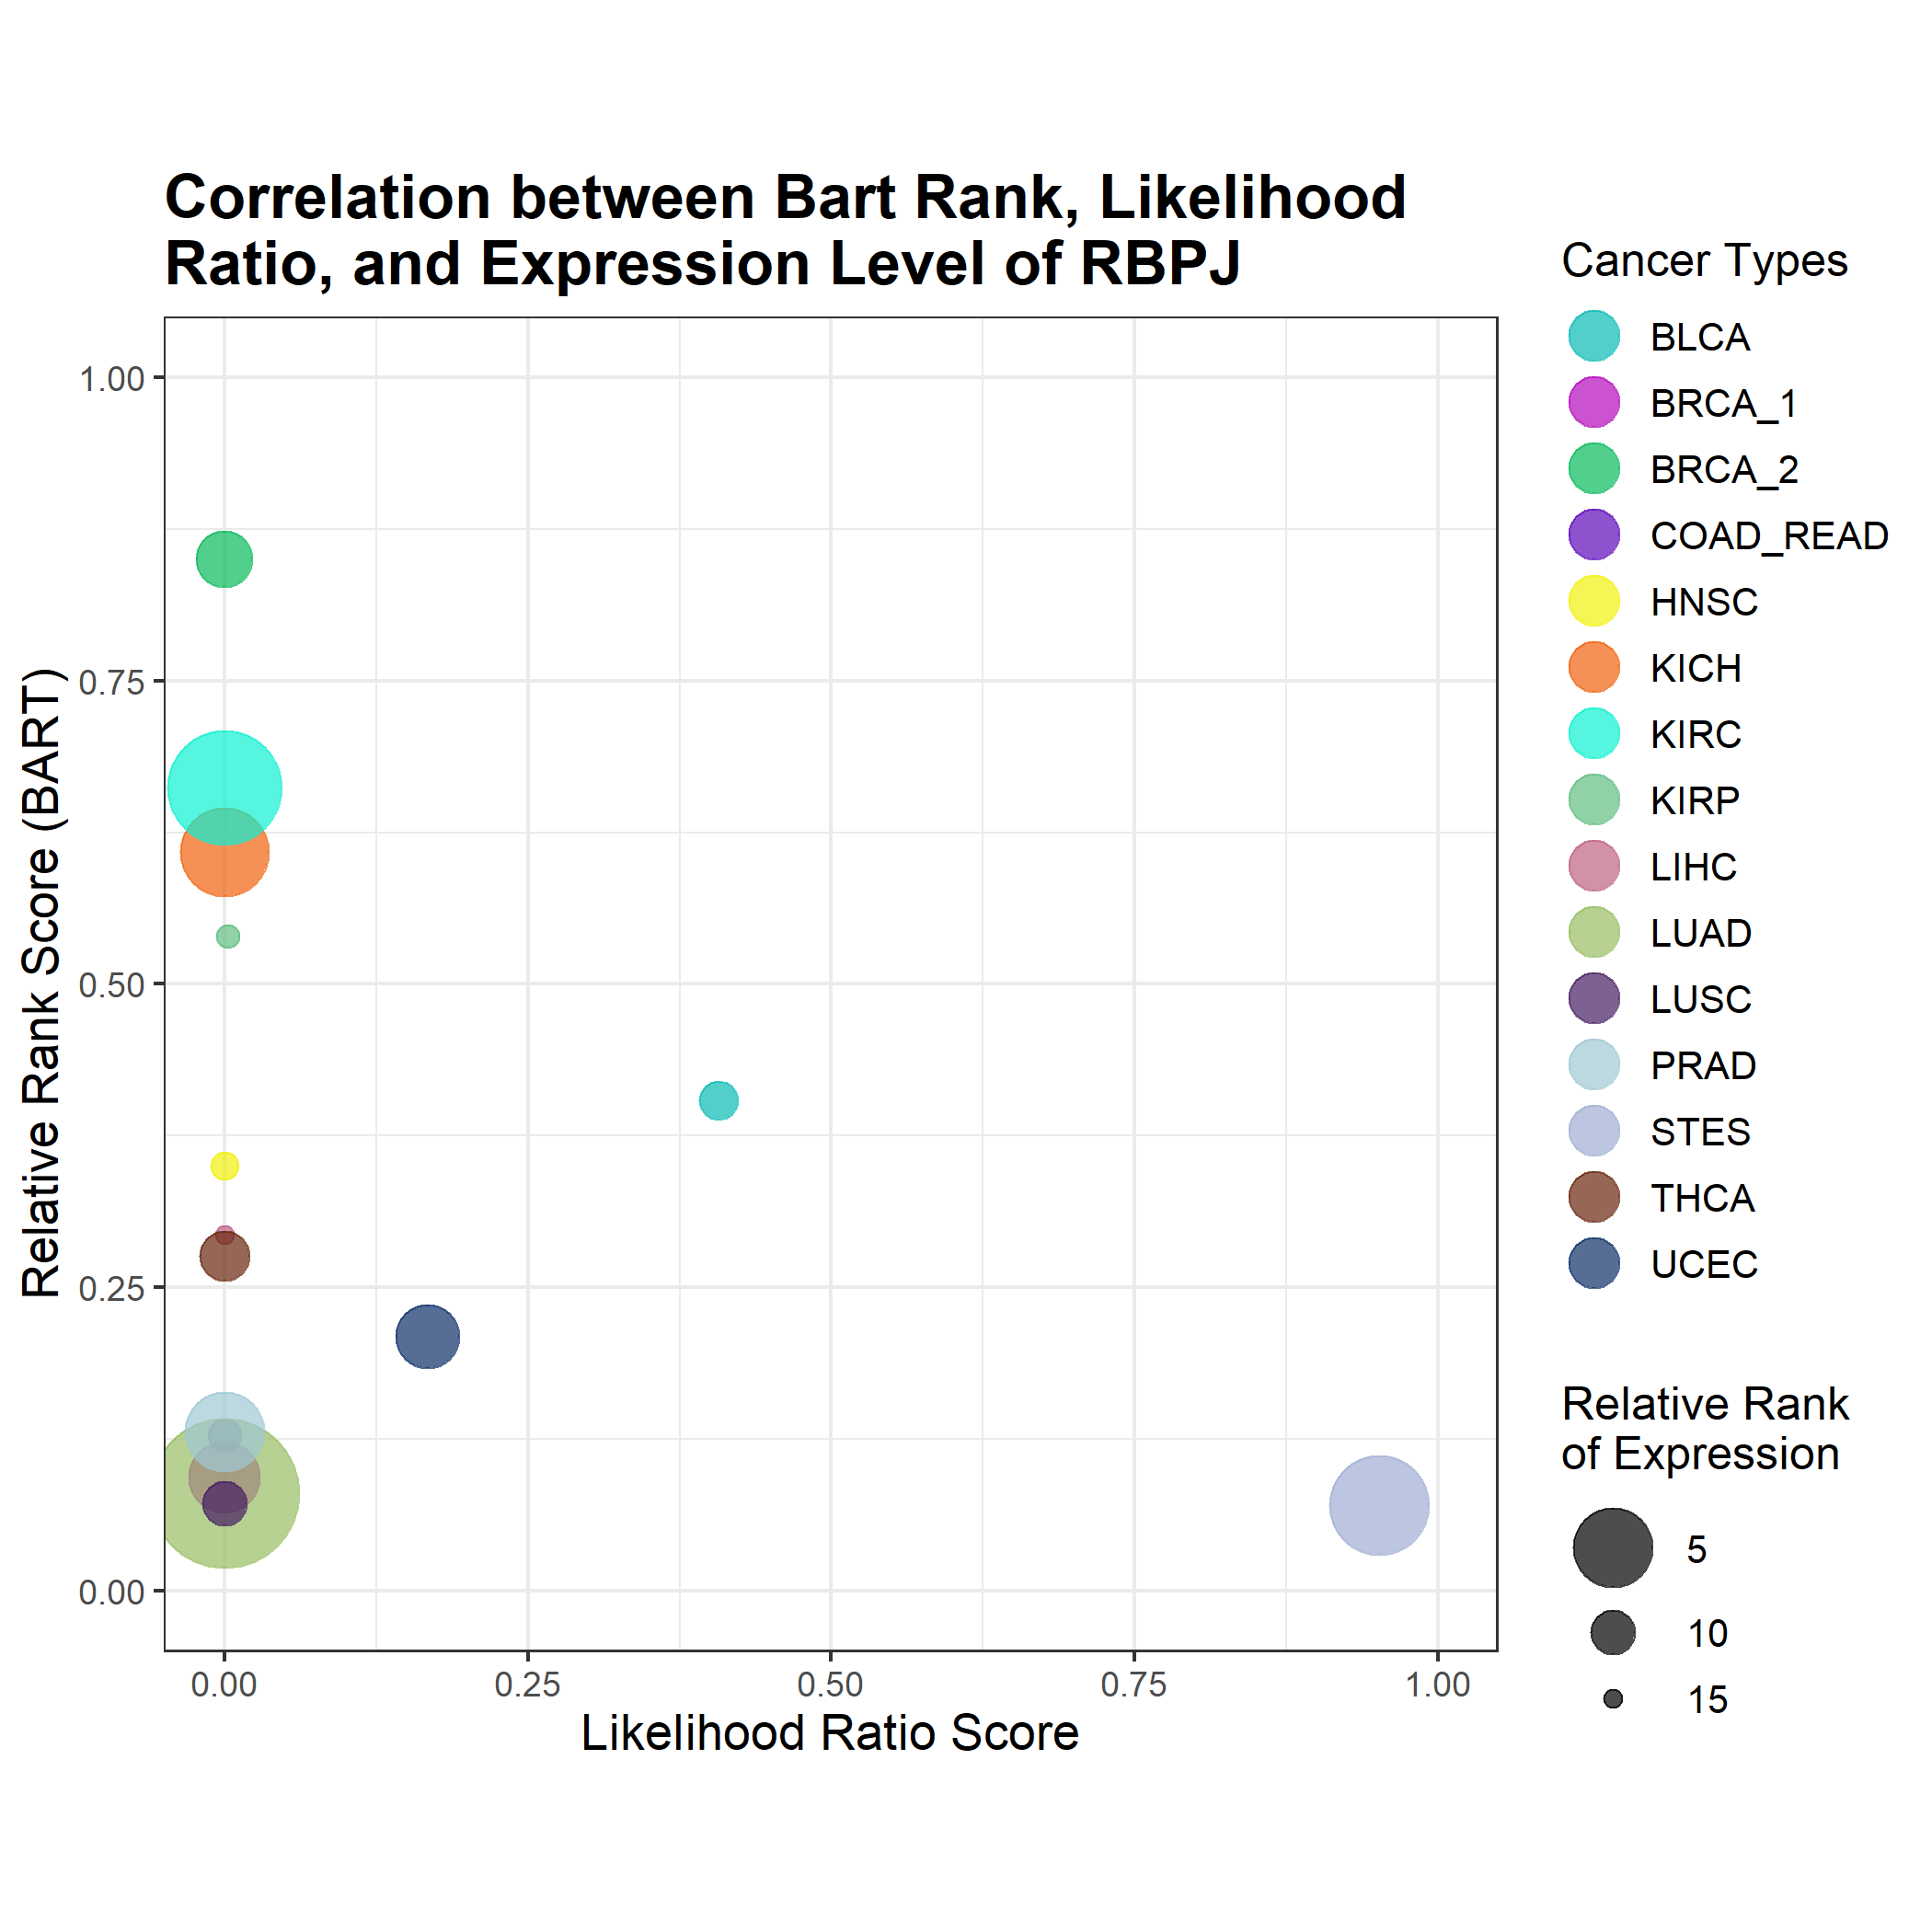 Correlation between Bart Rank, Likelihood
Ratio, and Expression Level of RBPJ
Relative Rank Score (BART)
1.00
0.75
0.50
0.25
0.00
0.00
0.25
0.50
0.75
1.00
Likelihood Ratio Score
Cancer Types
BLCA
BRCA_1
BRCA_2
COAD_READ
HNSC
KICH
KIRC
KIRP
LIHC
LUAD
LUSC
PRAD
STES
THCA
UCEC
Relative Rank
of Expression
5
10
15